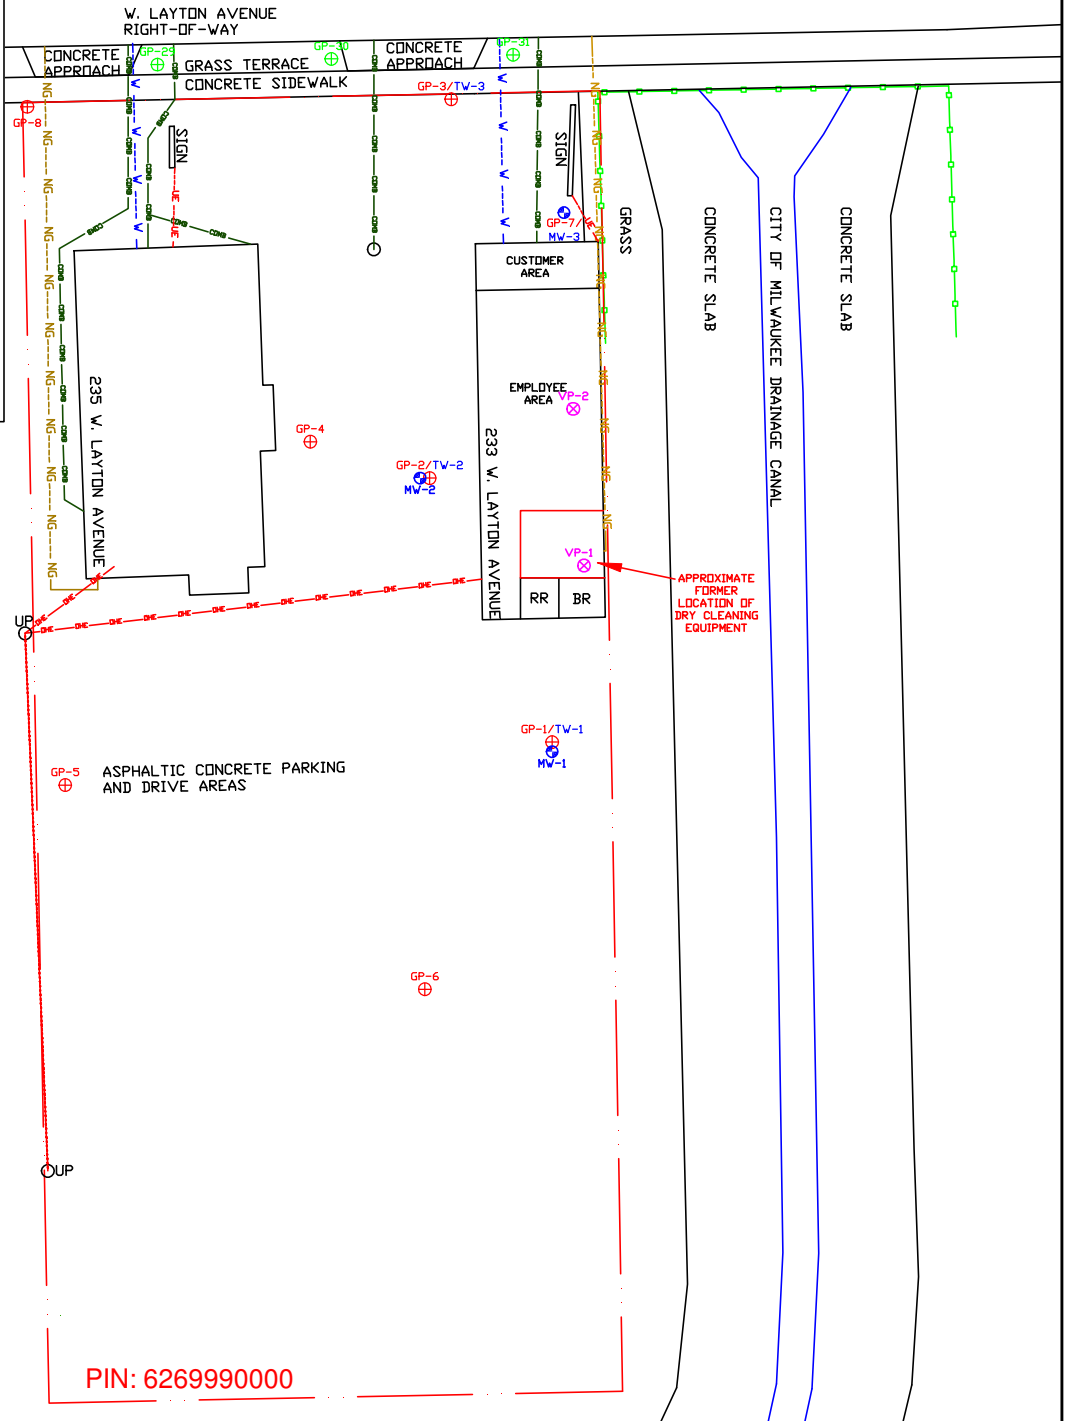 W. LAYTON AVENUE
RIGHT-OF-WAY
CONCRETE
APPROACH
GP-29
GRASS TERRACE
GP-30
CONCRETE
APPROACH
GP-31
CONCRETE SIDEWALK
GP-3/TW-3
GP-8
SIGN
SIGN
GP-7/
MW-3
GRASS
CONCRETE SLAB
CITY OF MILWAUKEE DRAINAGE CANAL
CONCRETE SLAB
CUSTOMER
AREA
EMPLOYEE
AREA
VP-2
235 W. LAYTON AVENUE
GP-4
GP-2/TW-2
MW-2
233 W. LAYTON AVENUE
VP-1
RR
BR
APPROXIMATE
FORMER
LOCATION OF
DRY CLEANING
EQUIPMENT
UP
GP-1/TW-1
MW-1
GP-5
ASPHALTIC CONCRETE PARKING
AND DRIVE AREAS
GP-6
UP
PIN: 6269990000
NG
W
UE
OHE